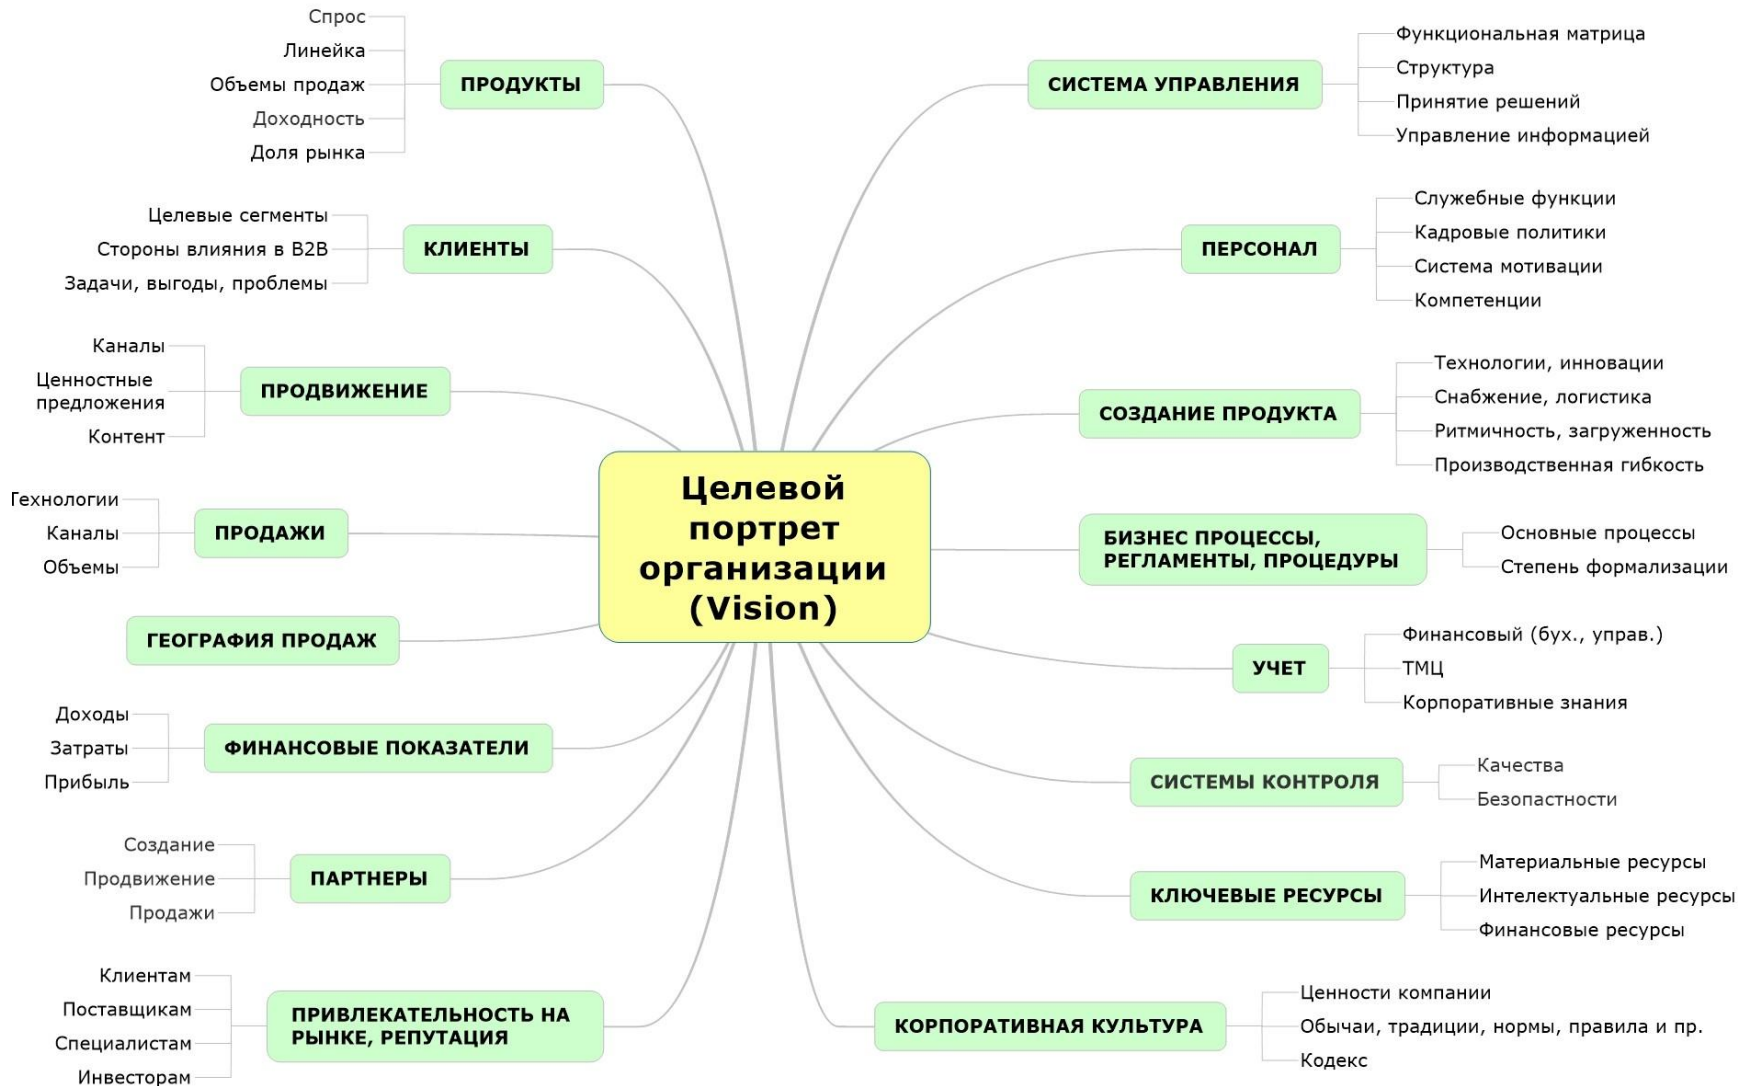 Целевой
портрет
организации
(Vision)
ПРОДУКТЫ
Спрос
Линейка
Объемы продаж
Доходность
Доля рынка
КЛИЕНТЫ
Целевые сегменты
Стороны влияния в B2B
Задачи, выгоды, проблемы
ПРОДВИЖЕНИЕ
Каналы
Ценностные
предложения
Контент
ПРОДАЖИ
Технологии
Каналы
Объемы
ГЕОГРАФИЯ ПРОДАЖ
ФИНАНСОВЫЕ ПОКАЗАТЕЛИ
Доходы
Затраты
Прибыль
ПАРТНЕРЫ
Создание
Продвижение
Продажи
ПРИВЛЕКАТЕЛЬНОСТЬ НА
РЫНКЕ, РЕПУТАЦИЯ
Клиентам
Поставщикам
Специалистам
Инвесторам
СИСТЕМА УПРАВЛЕНИЯ
Функциональная матрица
Структура
Принятие решений
Управление информацией
ПЕРСОНАЛ
Служебные функции
Кадровые политики
Система мотивации
Компетенции
СОЗДАНИЕ ПРОДУКТА
Технологии, инновации
Снабжение, логистика
Ритмичность, загруженность
Производственная гибкость
БИЗНЕС ПРОЦЕССЫ,
РЕГЛАМЕНТЫ, ПРОЦЕДУРЫ
Основные процессы
Степень формализации
УЧЕТ
Финансовый (бух., управ.)
ТМЦ
Корпоративные знания
СИСТЕМЫ КОНТРОЛЯ
Качества
Безопастности
КЛЮЧЕВЫЕ РЕСУРСЫ
Материальные ресурсы
Интелектуальные ресурсы
Финансовые ресурсы
КОРПОРАТИВНАЯ КУЛЬТУРА
Ценности компании
Обычаи, традиции, нормы, правила и пр.
Кодекс